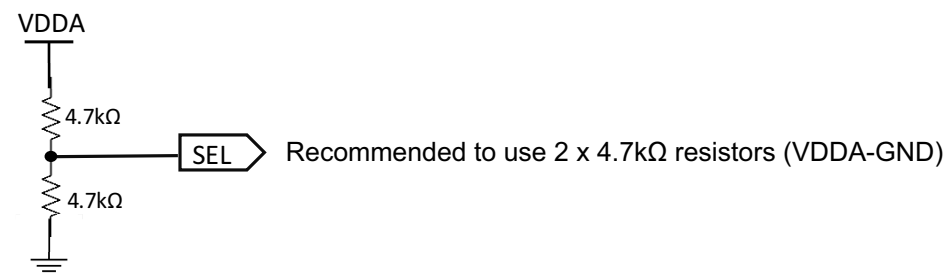 VDDA
4.7kΩ
SEL Recommended to use 2 x 4.7kΩ resistors (VDDA-GND)
4.7kΩ